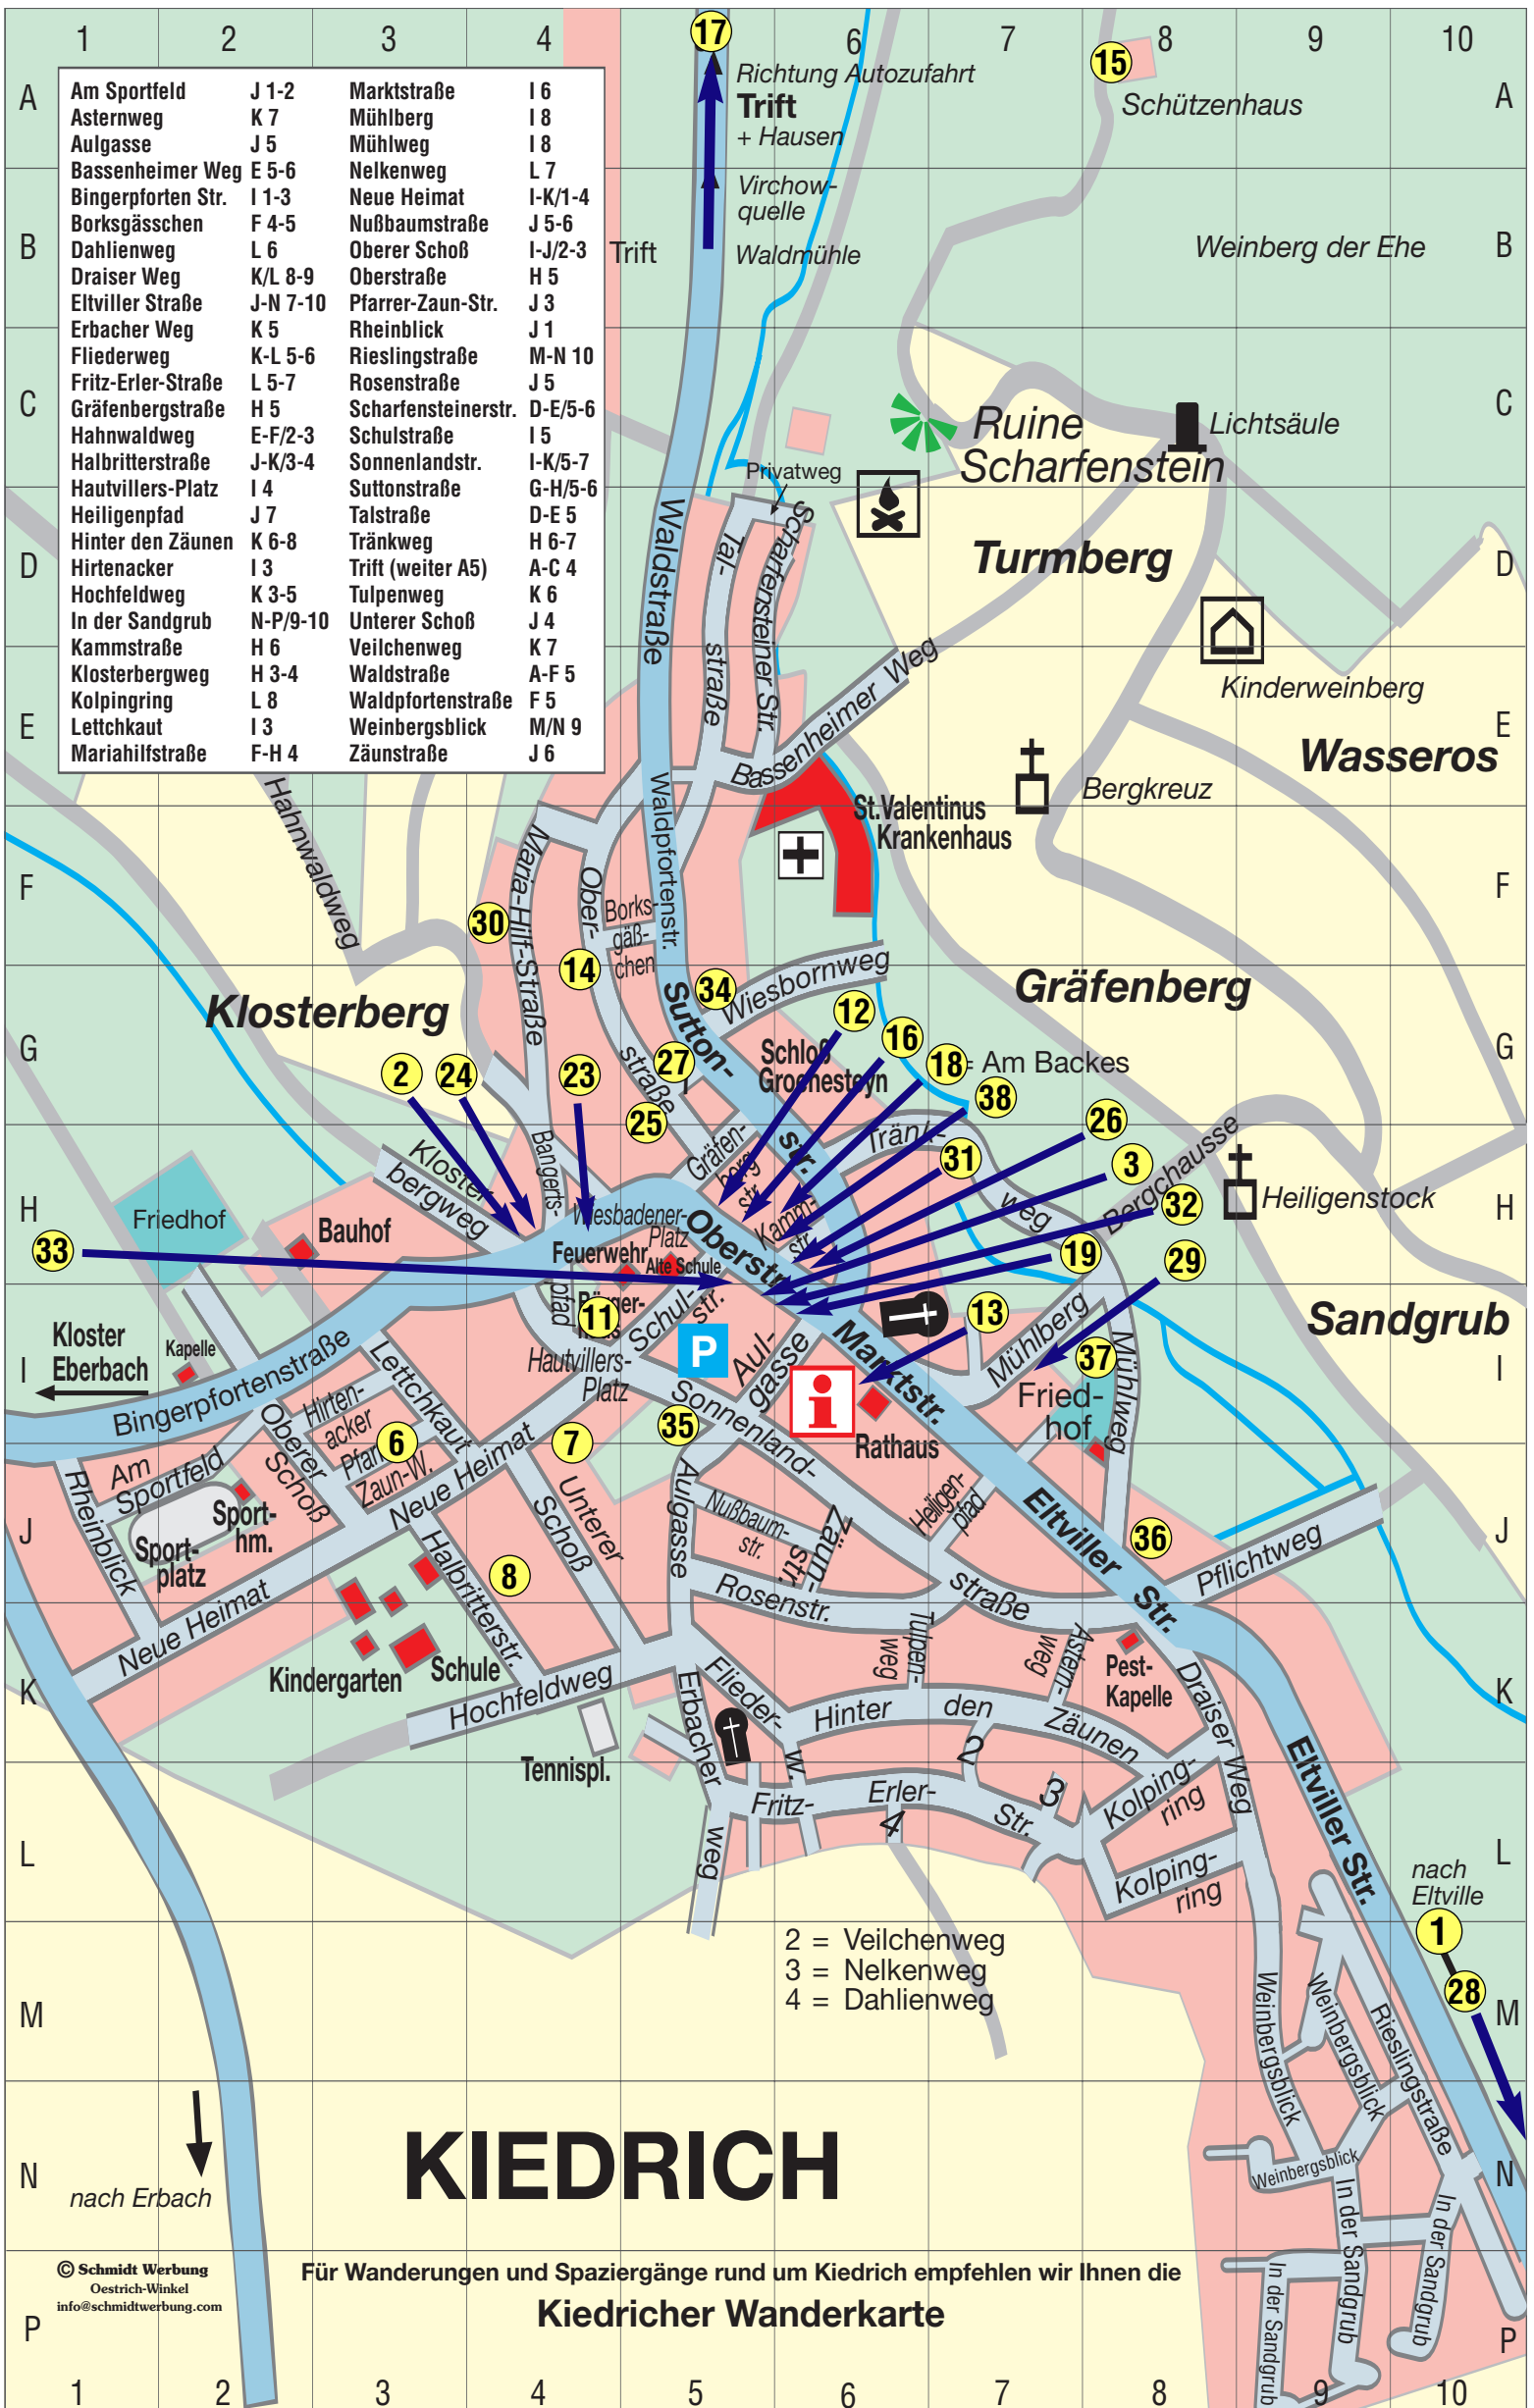 1 2 3 4 6 7 8 9 10
A
Am Sportfeld J 1-2
Asternweg K 7
Aulgasse J 5
Bassenheimer Weg E 5-6
Bingerpforten Str. I 1-3
Borksgässchen F 4-5
Dahlienweg L 6
Draiser Weg K/L 8-9
Eltviller Straße J-N 7-10
Erbacher Weg K 5
Fliederweg K-L 5-6
Fritz-Erler-Straße L 5-7
Gräfenbergstraße H 5
Hahnwaldweg E-F/2-3
Halbritterstraße J-K/3-4
Hautvillers-Platz I 4
Heiligenpfad J 7
Hinter den Zäunen K 6-8
Hirtenacker I 3
Hochfeldweg K 3-5
In der Sandgrub N-P/9-10
Kammstraße H 6
Klosterbergweg H 3-4
Kolpingring L 8
Lettchkaut I 3
Mariahilfstraße F-H 4
Marktstraße I 6
Mühlberg I 8
Mühlweg I 8
Nelkenweg L 7
Neue Heimat I-K/1-4
Nußbaumstraße J 5-6
Oberer Schoß I-J/2-3
Oberstraße H 5
Pfarrer-Zaun-Str. J 3
Rheinblick J 1
Rieslingstraße M-N 10
Rosenstraße J 5
Scharfensteinerstr. D-E/5-6
Schulstraße I 5
Sonnenlandstr. I-K/5-7
Suttonstraße G-H/5-6
Talstraße D-E 5
Tränkweg H 6-7
Trift (weiter A5) A-C 4
Tulpenweg K 6
Unterer Schoß J 4
Veilchenweg K 7
Waldstraße A-F 5
Waldpfortenstraße F 5
Weinbergsblick M/N 9
Zäunstraße J 6
17
Richtung Autozufahrt
Trift
+ Hausen
15
Schützenhaus
A
Virchow-
quelle
B
Trift
Waldmühle
Weinberg der Ehe
B
C
Ruine
Scharfenstein
Lichtsäule
C
Privatweg
D
Waldstraße
Tal-
straße
Scharfensteiner Str.
Turmberg
D
Kinderweinberg
E
Bassenheimer Weg
Bergkreuz
Wasseros
E
Hahnwaldweg
Waldpfortenstr.
St.Valentinus
Krankenhaus
F
Maria-Hilf-Straße
Ober-
straße
Borks-
gäß-
chen
30
14
F
Klosterberg
34
Wiesbornweg
Gräfenberg
G
Sutton-
str.
2
24
23
27
25
Schloß
Groenesteyn
12
16
18
= Am Backes
38
G
Kloster-
bergweg
Bangerts-
pfad
Gräfen-
berg
str.
Tränk-
weg
26
31
3
32
Bergchausse
Heiligenstock
H
Friedhof
Bauhof
33
Wiesbadener-
Platz
Feuerwehr
Alte Schule
Oberstr.
Kamm-
str.
19
29
H
Kloster
Eberbach
Kapelle
Bürger-
haus
11
Schul-
str.
P
Aul-
gasse
Marktstr.
13
Mühlberg
37
Mühlweg
Sandgrub
I
Bingerpfortenstraße
Lettchkaut
Hirten-
acker
Hautvillers-
Platz
i
Rathaus
Fried-
hof
I
Oberer
Schoß
6
Pfarr
Zaun-W.
7
35
Sonnenland-
straße
Am
Sportfeld
Rheinblick
Sport-
hm.
Sport-
platz
Neue Heimat
Unterer
Schoß
Aulgasse
Nußbaum-
str.
Zäun-
str.
Heiligen-
pfad
Eltviller Str.
36
Pflichtweg
J
J
Neue Heimat
Halbritterstr.
8
Rosenstr.
Tulpen-
weg
Astern-
weg
Pest-
Kapelle
Kindergarten
Schule
Hochfeldweg
Erbacher
weg
Flieder-
w.
Hinter den Zäunen
Draiser Weg
K
K
Tennispl.
2
3
4
Fritz-
Erler-
Str.
Kolping-
ring
Kolping-
ring
Eltviller Str.
L
L
nach
Eltville
1
28
2 = Veilchenweg
3 = Nelkenweg
4 = Dahlienweg
M
Weinbergsblick
Weinbergsblick
Rieslingstraße
M
N
nach Erbach
KIEDRICH
Weinbergsblick
In der Sandgrub
In der Sandgrub
In der Sandgrub
N
© Schmidt Werbung
Oestrich-Winkel
info@schmidtwerbung.com
Für Wanderungen und Spaziergänge rund um Kiedrich empfehlen wir Ihnen die
Kiedricher Wanderkarte
P
P
1 2 3 4 5 6 7 8 9 10